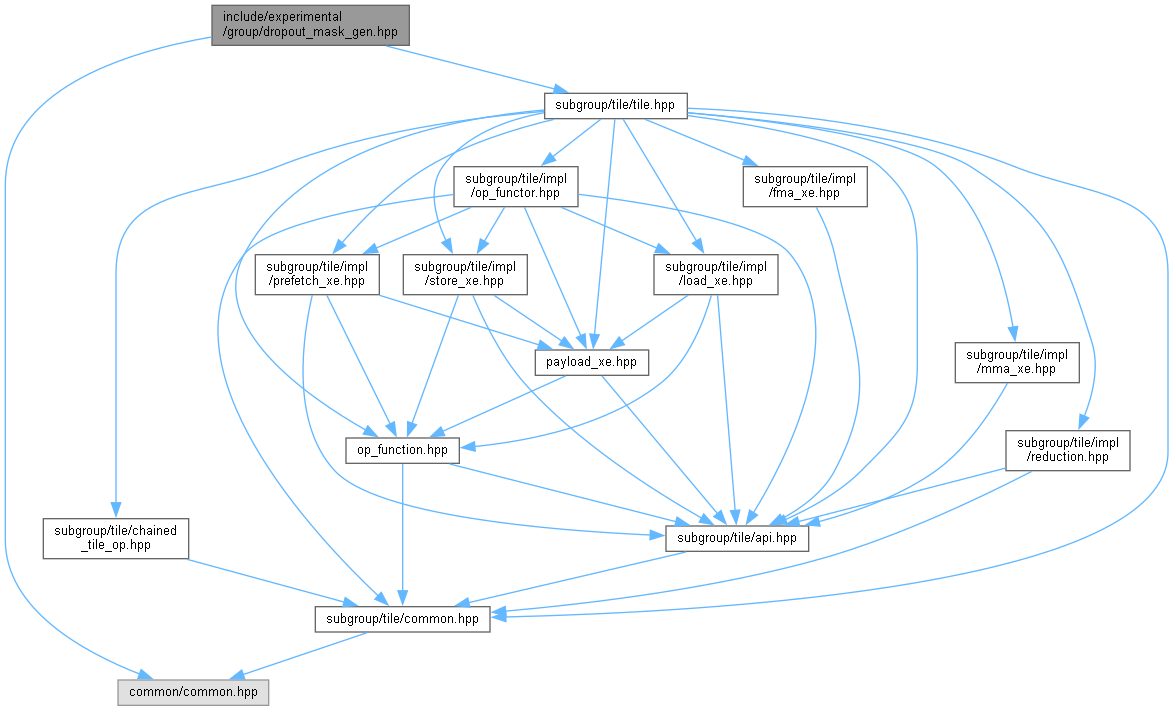 include/experimental
/group/dropout_mask_gen.hpp
subgroup/tile/tile.hpp
subgroup/tile/impl
/op_functor.hpp
subgroup/tile/impl
/fma_xe.hpp
subgroup/tile/impl
/prefetch_xe.hpp
subgroup/tile/impl
/store_xe.hpp
subgroup/tile/impl
/load_xe.hpp
payload_xe.hpp
subgroup/tile/impl
/mma_xe.hpp
op_function.hpp
subgroup/tile/impl
/reduction.hpp
subgroup/tile/chained
_tile_op.hpp
subgroup/tile/api.hpp
subgroup/tile/common.hpp
common/common.hpp